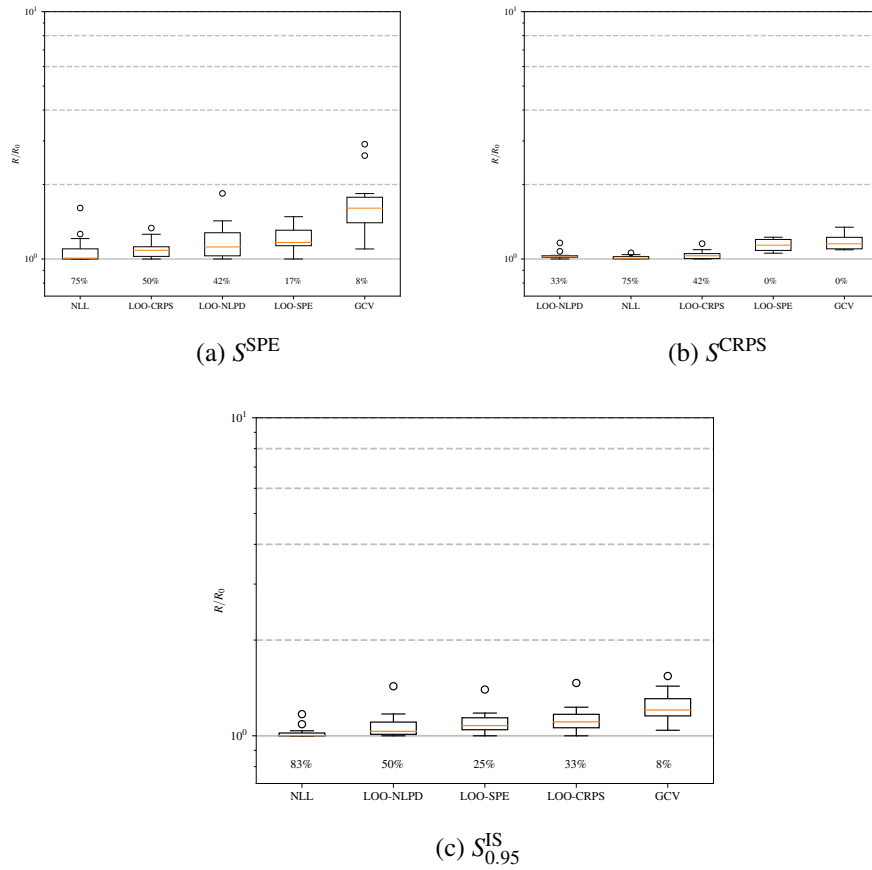 10¹
R/R₀
10⁰
75% 50% 42% 17% 8%
NLL LOO-CRPS LOO-NLPD LOO-SPE GCV
(a) S^SPE
10¹
R/R₀
10⁰
33% 75% 42% 0% 0%
LOO-NLPD NLL LOO-CRPS LOO-SPE GCV
(b) S^CRPS
10¹
R/R₀
10⁰
83% 50% 25% 33% 8%
NLL LOO-NLPD LOO-SPE LOO-CRPS GCV
(c) S^IS_0.95